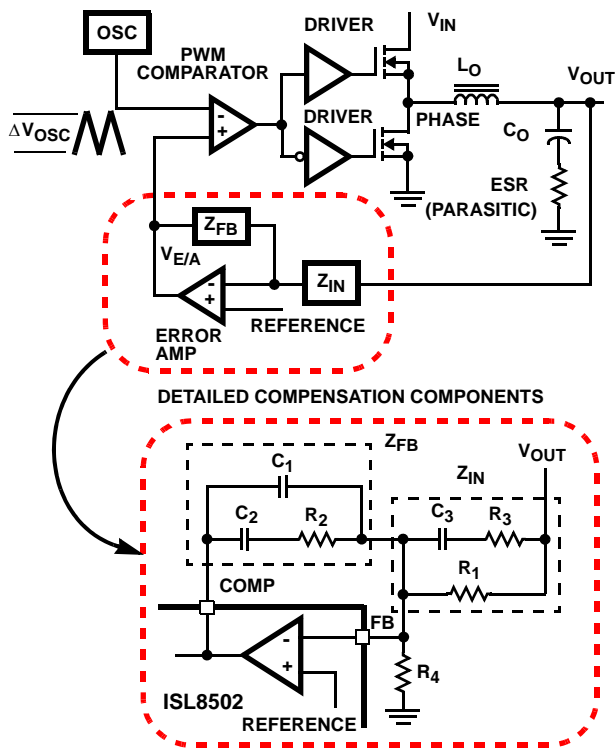 OSC
PWM
COMPARATOR
DRIVER
V_IN
L_O
V_OUT
-
+
DRIVER
PHASE
C_O
ΔV_OSC
ESR
(PARASITIC)
Z_FB
V_E/A
-
+
Z_IN
REFERENCE
ERROR
AMP
DETAILED COMPENSATION COMPONENTS
Z_FB
V_OUT
C_1
Z_IN
C_2
R_2
C_3
R_3
R_1
COMP
FB
-
+
R_4
ISL8502
REFERENCE